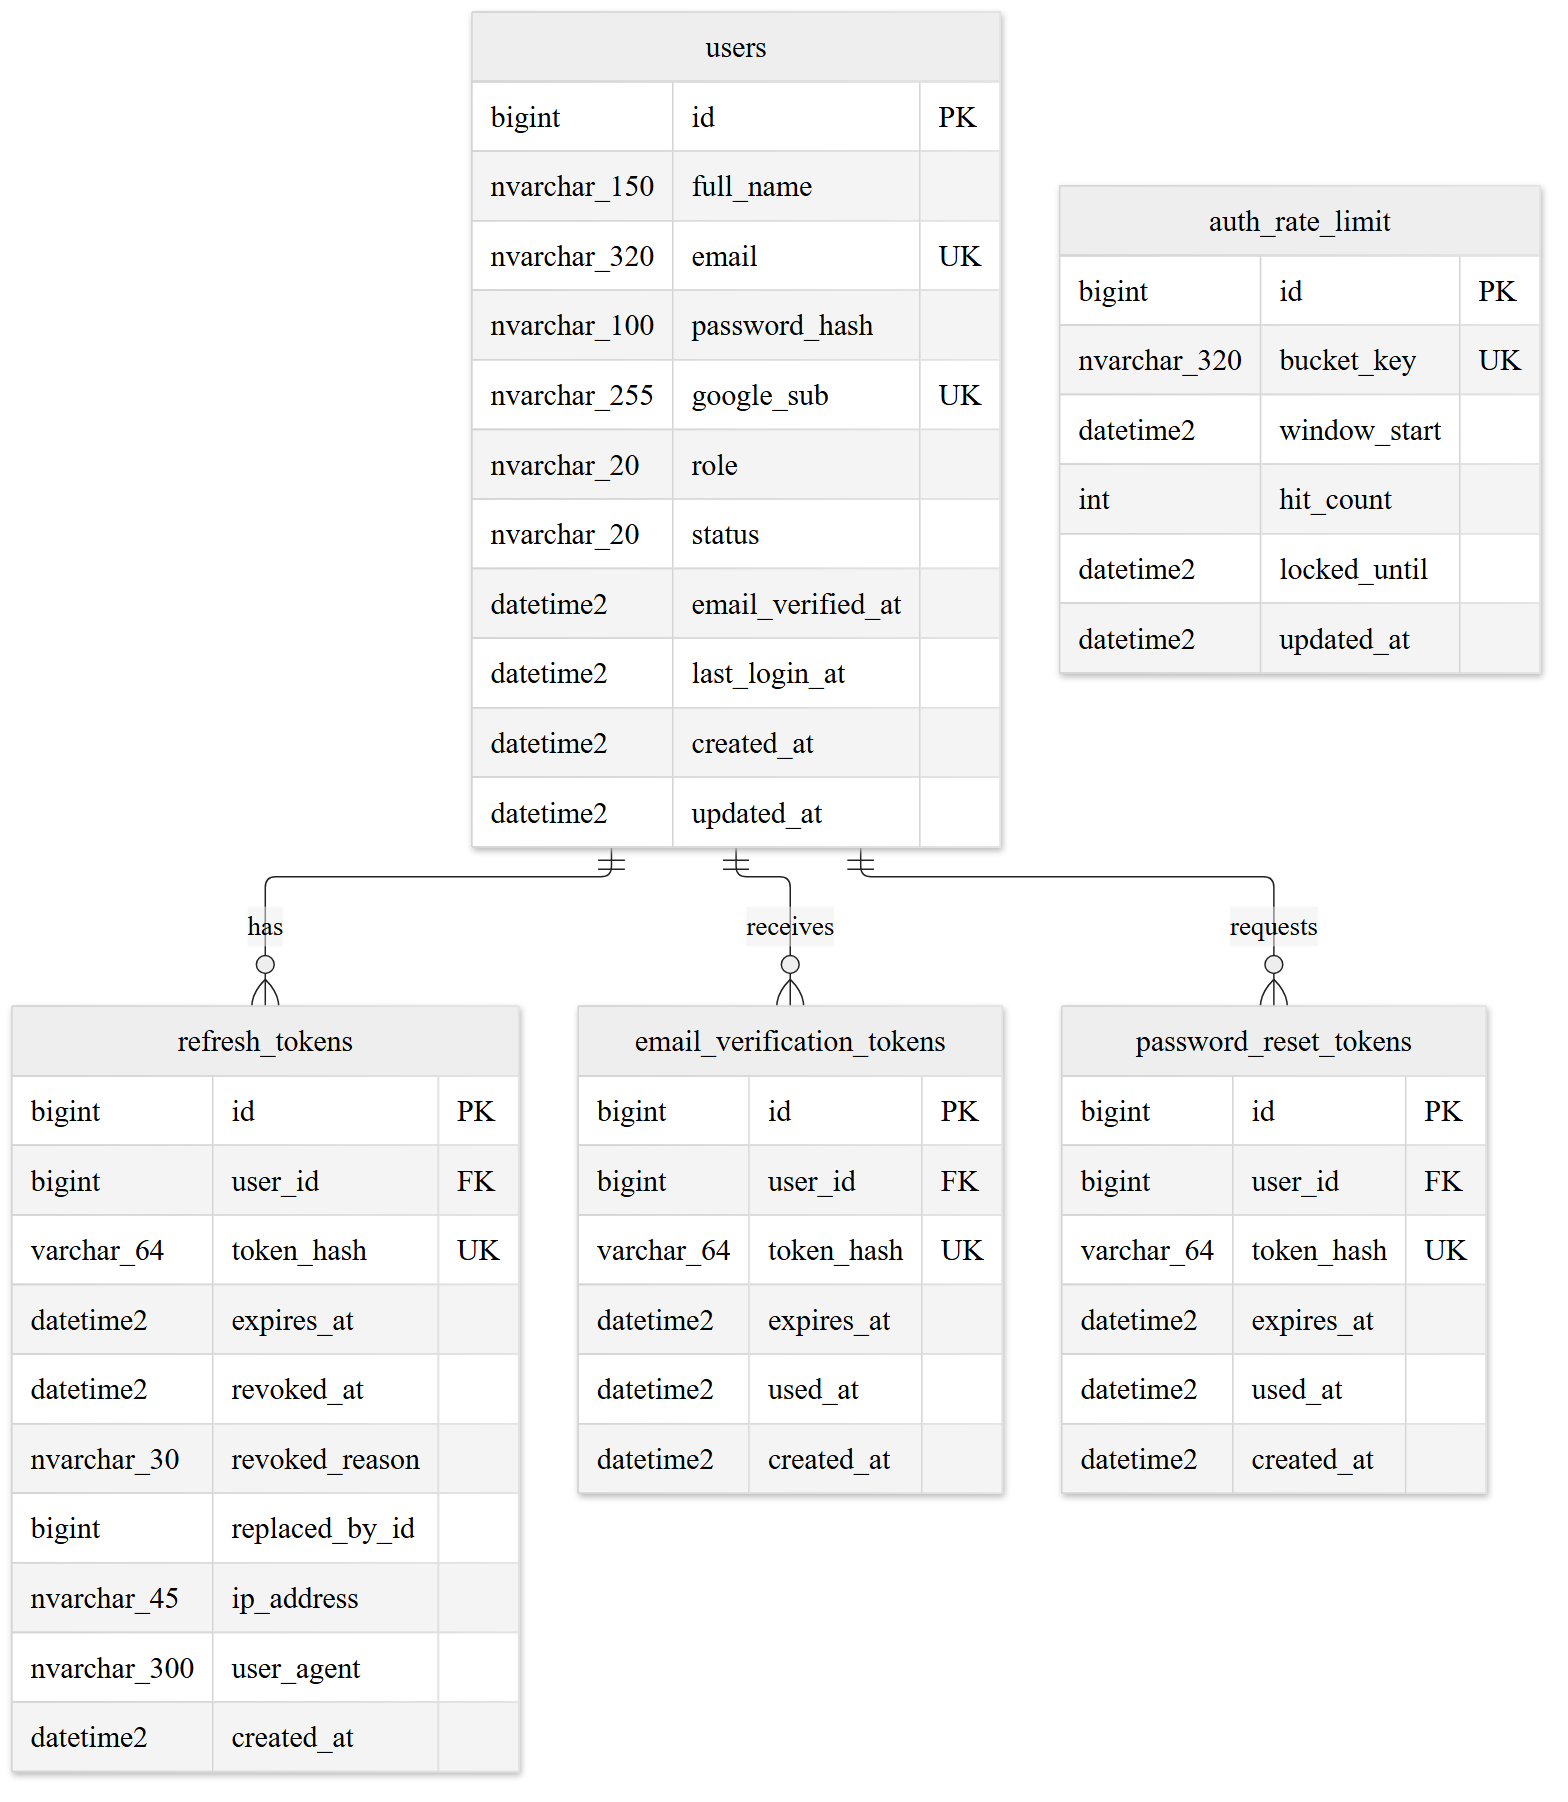 users
bigint id PK
nvarchar_150 full_name
nvarchar_320 email UK
nvarchar_100 password_hash
nvarchar_255 google_sub UK
nvarchar_20 role
nvarchar_20 status
datetime2 email_verified_at
datetime2 last_login_at
datetime2 created_at
datetime2 updated_at
auth_rate_limit
bigint id PK
nvarchar_320 bucket_key UK
datetime2 window_start
int hit_count
datetime2 locked_until
datetime2 updated_at
has
receives
requests
refresh_tokens
bigint id PK
bigint user_id FK
varchar_64 token_hash UK
datetime2 expires_at
datetime2 revoked_at
nvarchar_30 revoked_reason
bigint replaced_by_id
nvarchar_45 ip_address
nvarchar_300 user_agent
datetime2 created_at
email_verification_tokens
bigint id PK
bigint user_id FK
varchar_64 token_hash UK
datetime2 expires_at
datetime2 used_at
datetime2 created_at
password_reset_tokens
bigint id PK
bigint user_id FK
varchar_64 token_hash UK
datetime2 expires_at
datetime2 used_at
datetime2 created_at